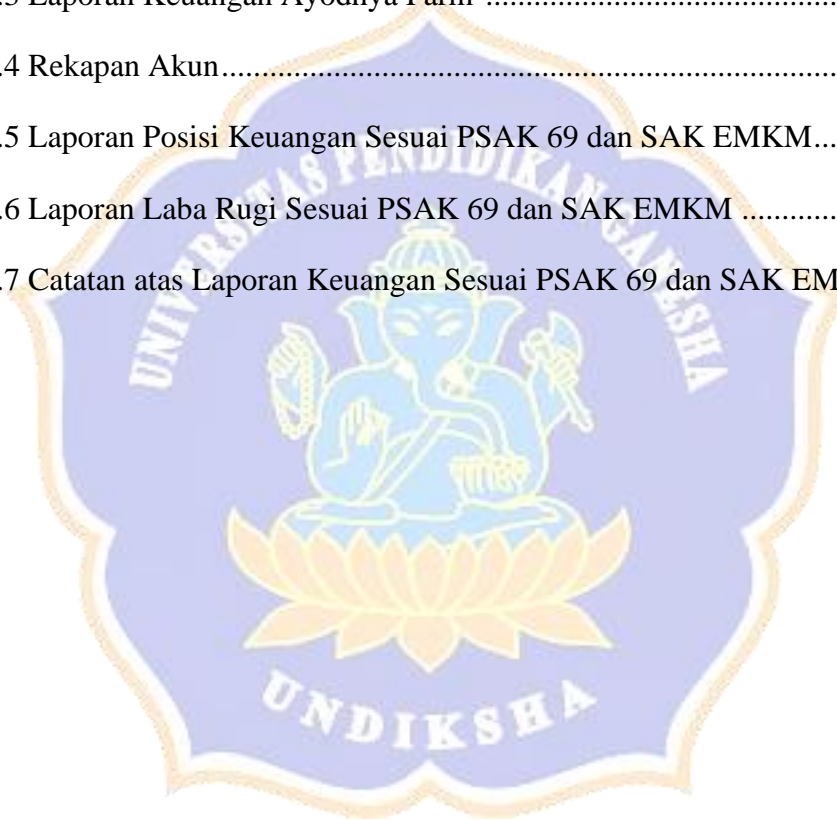 .3 Laporan Keuangan Ayodhya Farm ..............................................
.4 Rekapan Akun....................................................................................
.5 Laporan Posisi Keuangan Sesuai PSAK 69 dan SAK EMKM...
.6 Laporan Laba Rugi Sesuai PSAK 69 dan SAK EMKM ............
.7 Catatan atas Laporan Keuangan Sesuai PSAK 69 dan SAK EM
UNIVERSITAS PENDIDIKAN GANESHA
UNDIKSHA